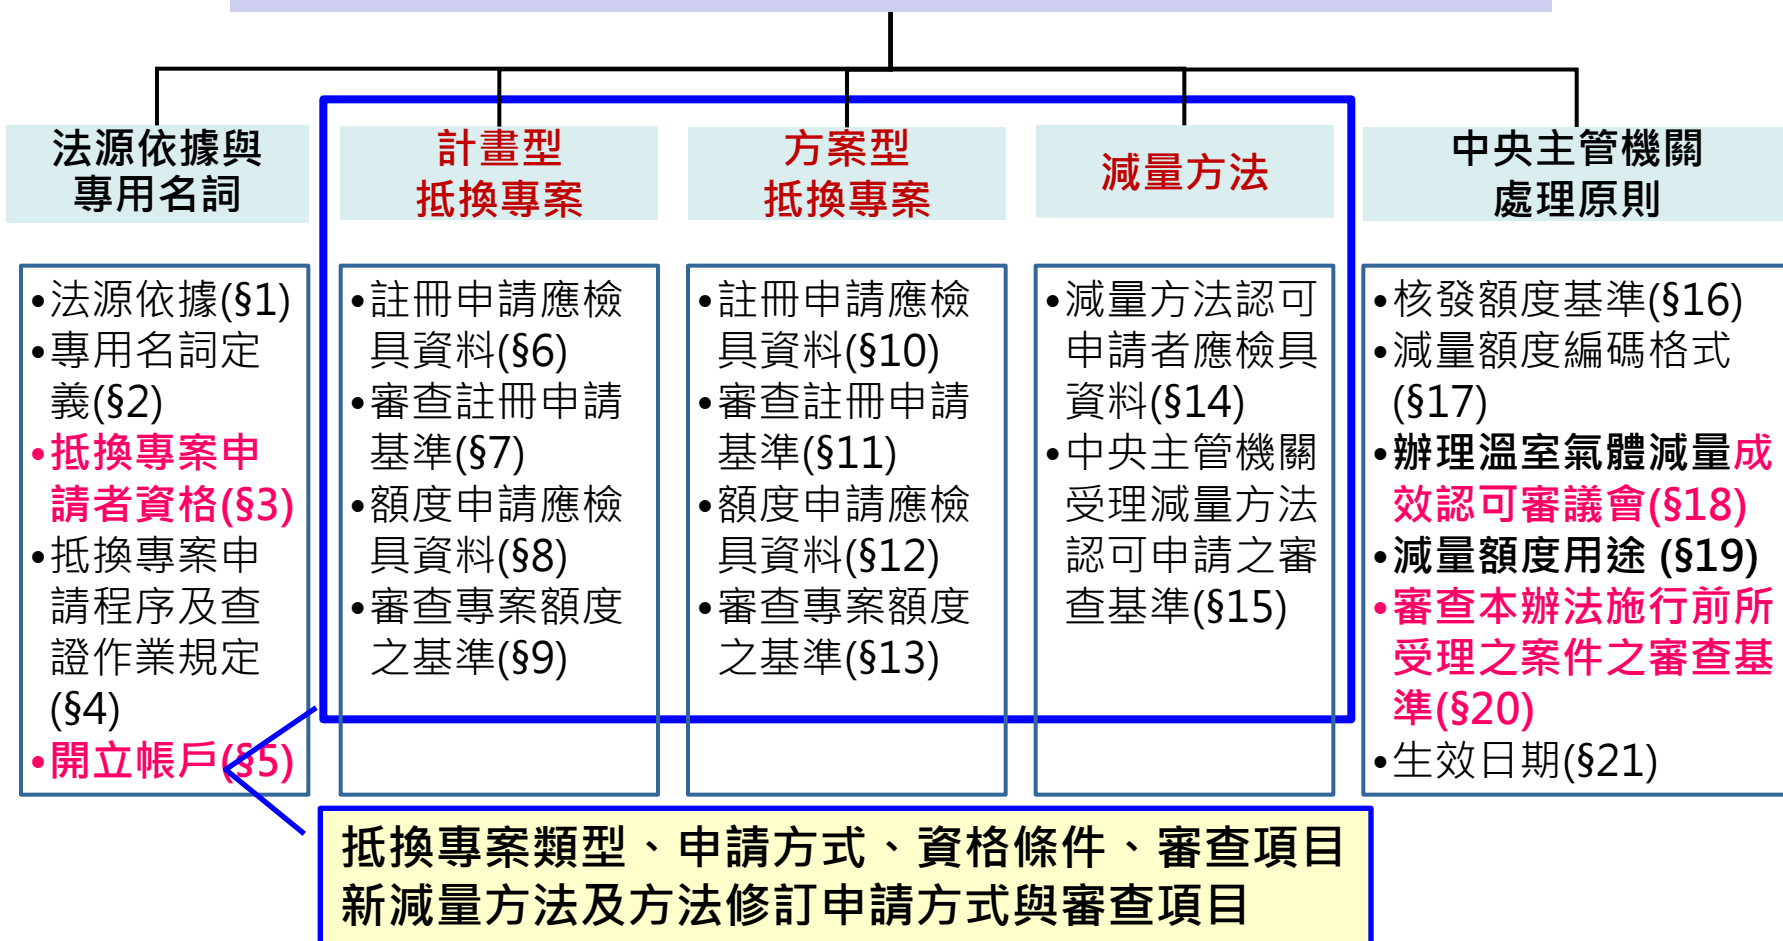 法源依據與
專用名詞
計畫型
抵換專案
方案型
抵換專案
減量方法
中央主管機關
處理原則
•法源依據(§1)
•專用名詞定
義(§2)
•抵換專案申
請者資格(§3)
•抵換專案申
請程序及查
證作業規定
(§4)
•開立帳戶(§5)
•註冊申請應檢
具資料(§6)
•審查註冊申請
基準(§7)
•額度申請應檢
具資料(§8)
•審查專案額度
之基準(§9)
•註冊申請應檢
具資料(§10)
•審查註冊申請
基準(§11)
•額度申請應檢
具資料(§12)
•審查專案額度
之基準(§13)
•減量方法認可
申請者應檢具
資料(§14)
•中央主管機關
受理減量方法
認可申請之審
查基準(§15)
•核發額度基準(§16)
•減量額度編碼格式
(§17)
•辦理溫室氣體減量成
效認可審議會(§18)
•減量額度用途 (§19)
•審查本辦法施行前所
受理之案件之審查基
準(§20)
•生效日期(§21)
抵換專案類型、申請方式、資格條件、審查項目
新減量方法及方法修訂申請方式與審查項目